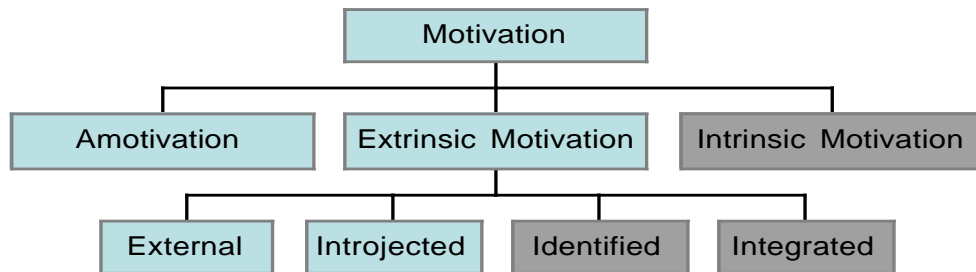 Motivation
Amotivation
Extrinsic Motivation
Intrinsic Motivation
External
Introjected
Identified
Integrated